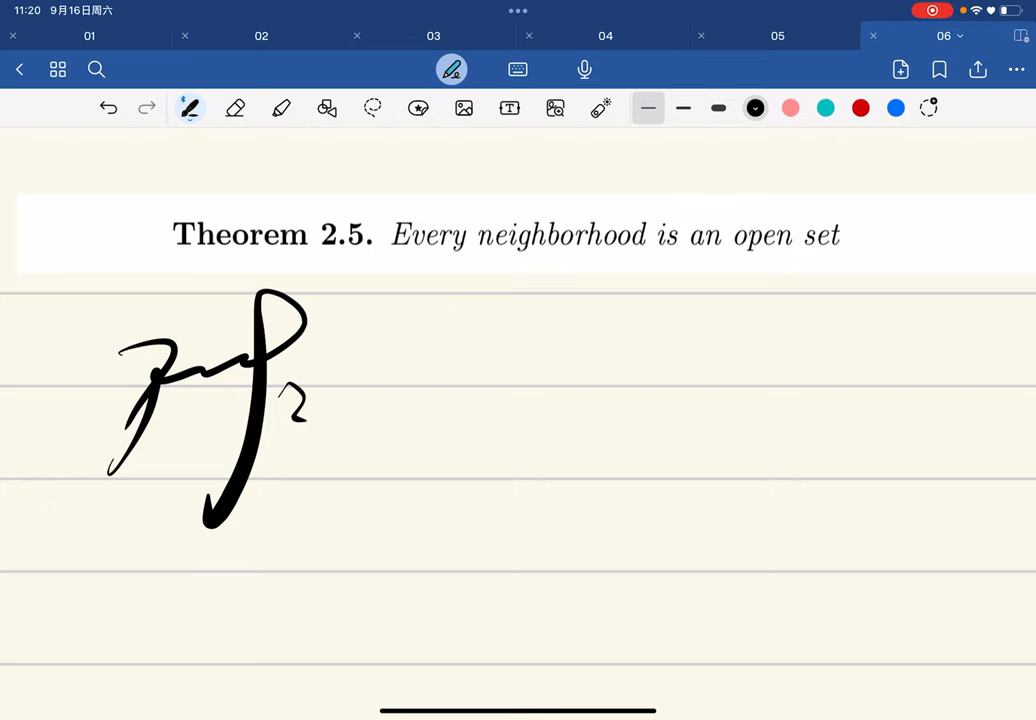 11:20 9月16日周六
01 02 03 04 05 06
Theorem 2.5. Every neighborhood is an open set